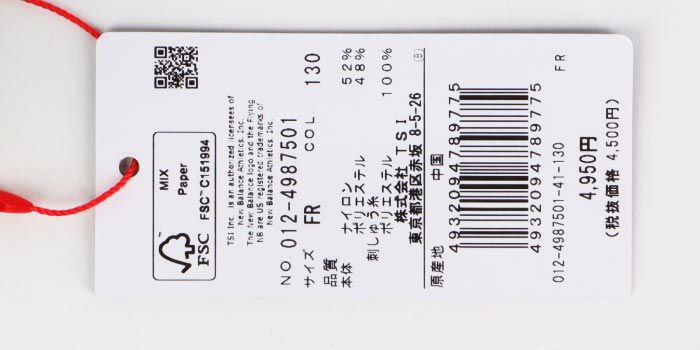 MIX
Paper
FSC
FSC™ C151994
TSI Inc. is an authorized licensees of
New Balance Athletics, Inc.
The New Balance logo and the Flying
NB are US registered trademarks of
New Balance Athletics, Inc.
NO. 012-4987501
サイズ FR COL. 130
品質
本体 ナイロン 52%
ポリエステル 48%
刺しゅう糸
ポリエステル 100%
株式会社 TSI
東京都港区赤坂 8-5-26 (B)
原産地 中国
4932094789775
4932094789775
012-4987501-41-130 FR
4,950円
(税抜価格 4,500円)